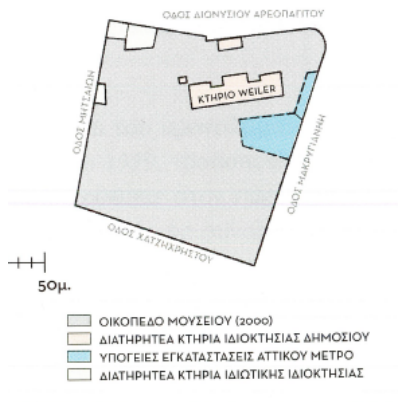 ΟΔΟΣ ΔΙΟΝΥΣΙΟΥ ΑΡΕΟΠΑΓΙΤΟΥ
ΟΔΟΣ ΜΗΤΣΑΙΩΝ
ΚΤΗΡΙΟ WEILER
ΟΔΟΣ ΜΑΚΡΥΓΙΑΝΝΗ
ΟΔΟΣ ΧΑΤΖΗΧΡΗΣΤΟΥ
50μ.
ΟΙΚΟΠΕΔΟ ΜΟΥΣΕΙΟΥ (2000)
ΔΙΑΤΗΡΗΤΕΑ ΚΤΗΡΙΑ ΙΔΙΟΚΤΗΣΙΑΣ ΔΗΜΟΣΙΟΥ
ΥΠΟΓΕΙΕΣ ΕΓΚΑΤΑΣΤΑΣΕΙΣ ΑΤΤΙΚΟΥ ΜΕΤΡΟ
ΔΙΑΤΗΡΗΤΕΑ ΚΤΗΡΙΑ ΙΔΙΩΤΙΚΗΣ ΙΔΙΟΚΤΗΣΙΑΣ